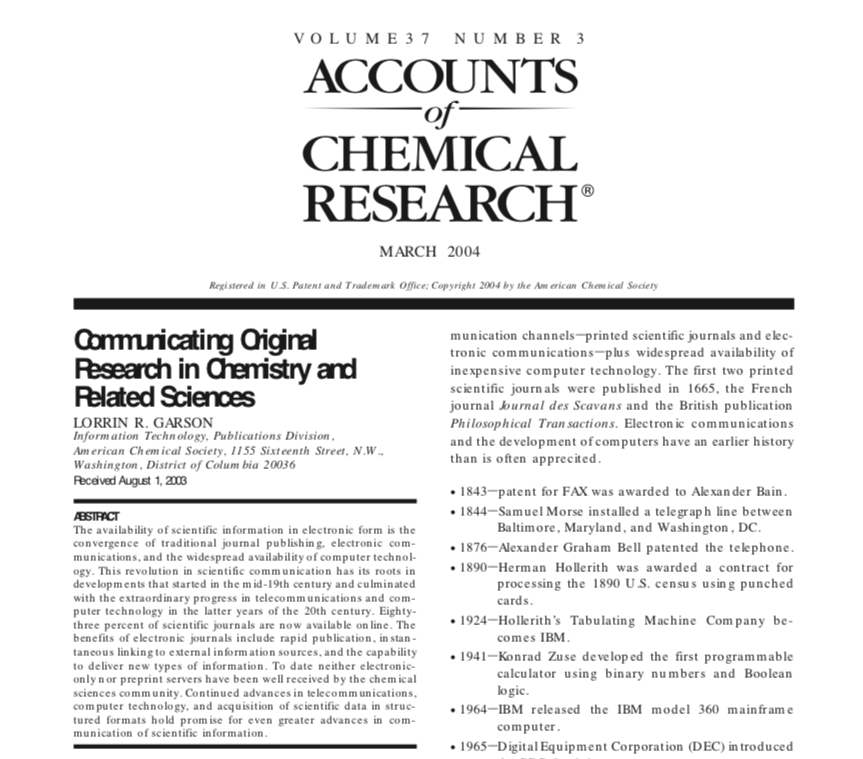 VOLUME37 NUMBER 3
ACCOUNTS
of
CHEMICAL
RESEARCH®
MARCH 2004
Registered in U.S. Patent and Trademark Office; Copyright 2004 by the American Chemical Society
Communicating Original
Research in Chemistry and
Related Sciences
LORRIN R. GARSON
Information Technology, Publications Division,
American Chemical Society, 1155 Sixteenth Street, N.W.,
Washington, District of Columbia 20036
Received August 1, 2003
ABSTRACT
The availability of scientific information in electronic form is the
convergence of traditional journal publishing, electronic com-
munications, and the widespread availability of computer technol-
ogy. This revolution in scientific communication has its roots in
developments that started in the mid-19th century and culminated
with the extraordinary progress in telecommunications and com-
puter technology in the latter years of the 20th century. Eighty-
three percent of scientific journals are now available online. The
benefits of electronic journals include rapid publication, instan-
taneous linking to external information sources, and the capability
to deliver new types of information. To date neither electronic-
only nor preprint servers have been well received by the chemical
sciences community. Continued advances in telecommunications,
computer technology, and acquisition of scientific data in struc-
tured formats hold promise for even greater advances in com-
munication of scientific information.
munication channels—printed scientific journals and elec-
tronic communications—plus widespread availability of
inexpensive computer technology. The first two printed
scientific journals were published in 1665, the French
journal Journal des Scavans and the British publication
Philosophical Transactions. Electronic communications
and the development of computers have an earlier history
than is often apprecited.
• 1843—patent for FAX was awarded to Alexander Bain.
• 1844—Samuel Morse installed a telegraph line between
Baltimore, Maryland, and Washington, DC.
• 1876—Alexander Graham Bell patented the telephone.
• 1890—Herman Hollerith was awarded a contract for
processing the 1890 U.S. census using punched
cards.
• 1924—Hollerith's Tabulating Machine Company be-
comes IBM.
• 1941—Konrad Zuse developed the first programmable
calculator using binary numbers and Boolean
logic.
• 1964—IBM released the IBM model 360 mainframe
computer.
• 1965—Digital Equipment Corporation (DEC) introduced